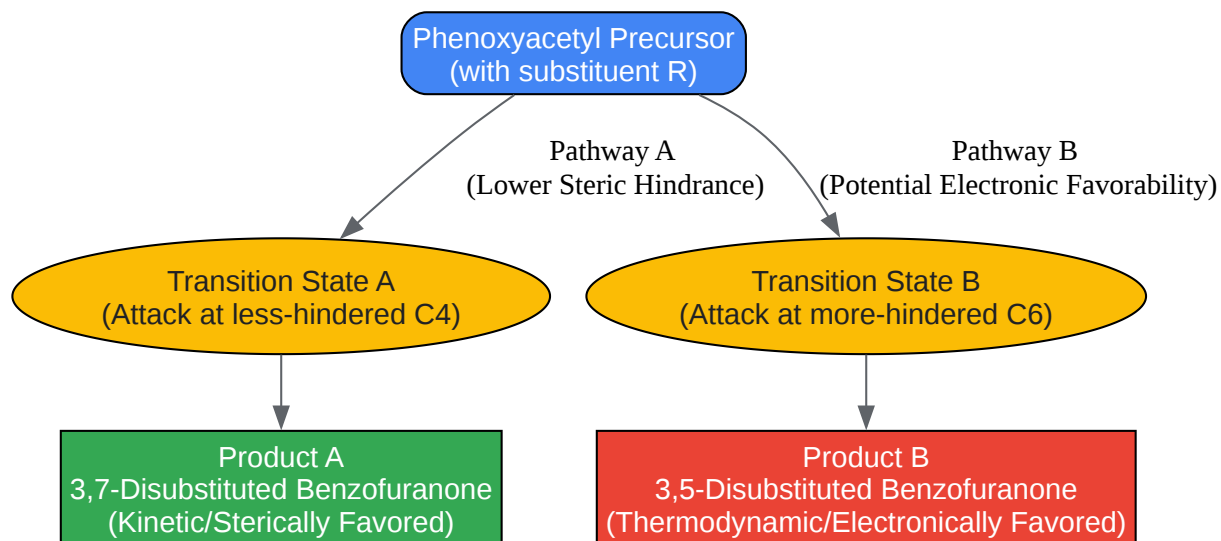 Phenoxyacetyl Precursor
(with substituent R)
Pathway A
(Lower Steric Hindrance)
Pathway B
(Potential Electronic Favorability)
Transition State A
(Attack at less-hindered C4)
Transition State B
(Attack at more-hindered C6)
Product A
3,7-Disubstituted Benzofuranone
(Kinetic/Sterically Favored)
Product B
3,5-Disubstituted Benzofuranone
(Thermodynamic/Electronically Favored)